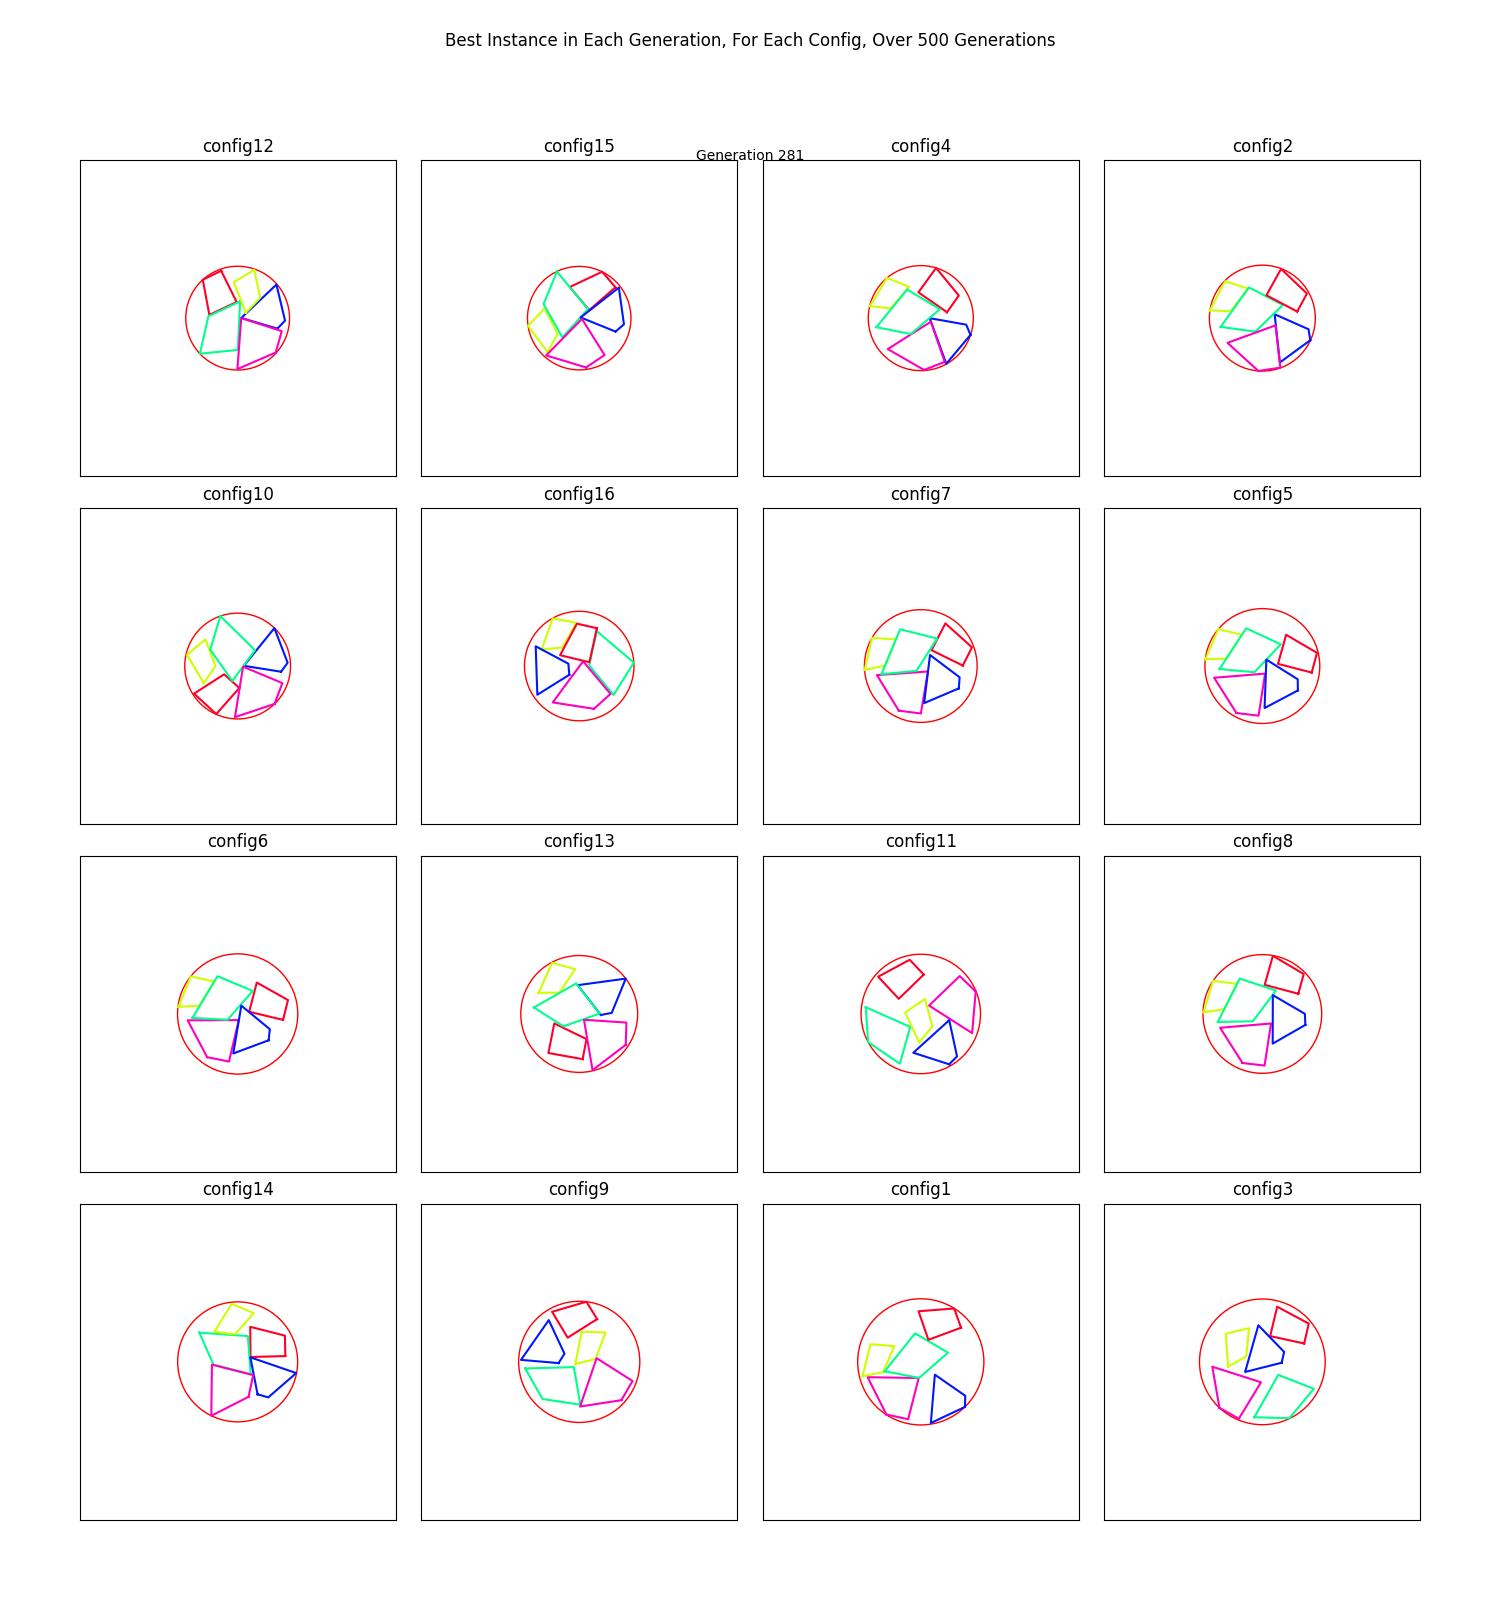 Best Instance in Each Generation, For Each Config, Over 500 Generations
Generation 281
config12
config15
config4
config2
config10
config16
config7
config5
config6
config13
config11
config8
config14
config9
config1
config3